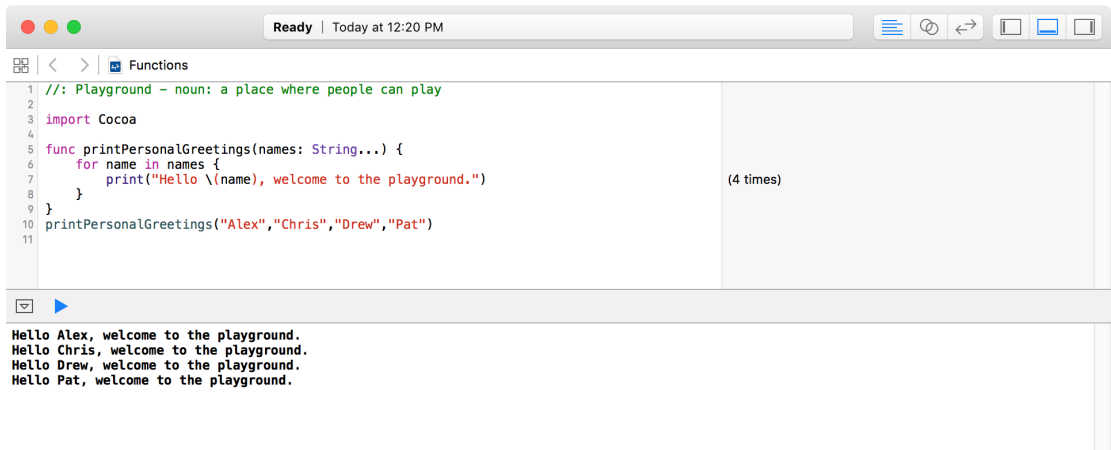 Ready | Today at 12:20 PM
Functions
1 //: Playground - noun: a place where people can play
2
3 import Cocoa
4
5 func printPersonalGreetings(names: String...) {
6     for name in names {
7         print("Hello \(name), welcome to the playground.") (4 times)
8     }
9 }
10 printPersonalGreetings("Alex","Chris","Drew","Pat")
11
Hello Alex, welcome to the playground.
Hello Chris, welcome to the playground.
Hello Drew, welcome to the playground.
Hello Pat, welcome to the playground.